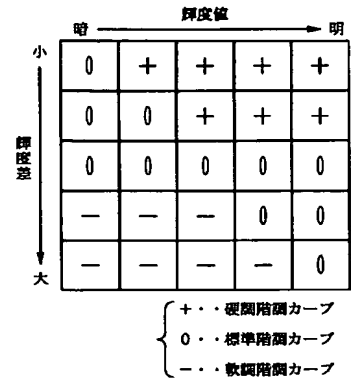 輝度値
暗 明
小
輝度差
大
0 + + + +
0 0 + + +
0 0 0 0 0
− − − 0 0
− − − − 0
+・・硬調階調カーブ
0・・標準階調カーブ
−・・軟調階調カーブ